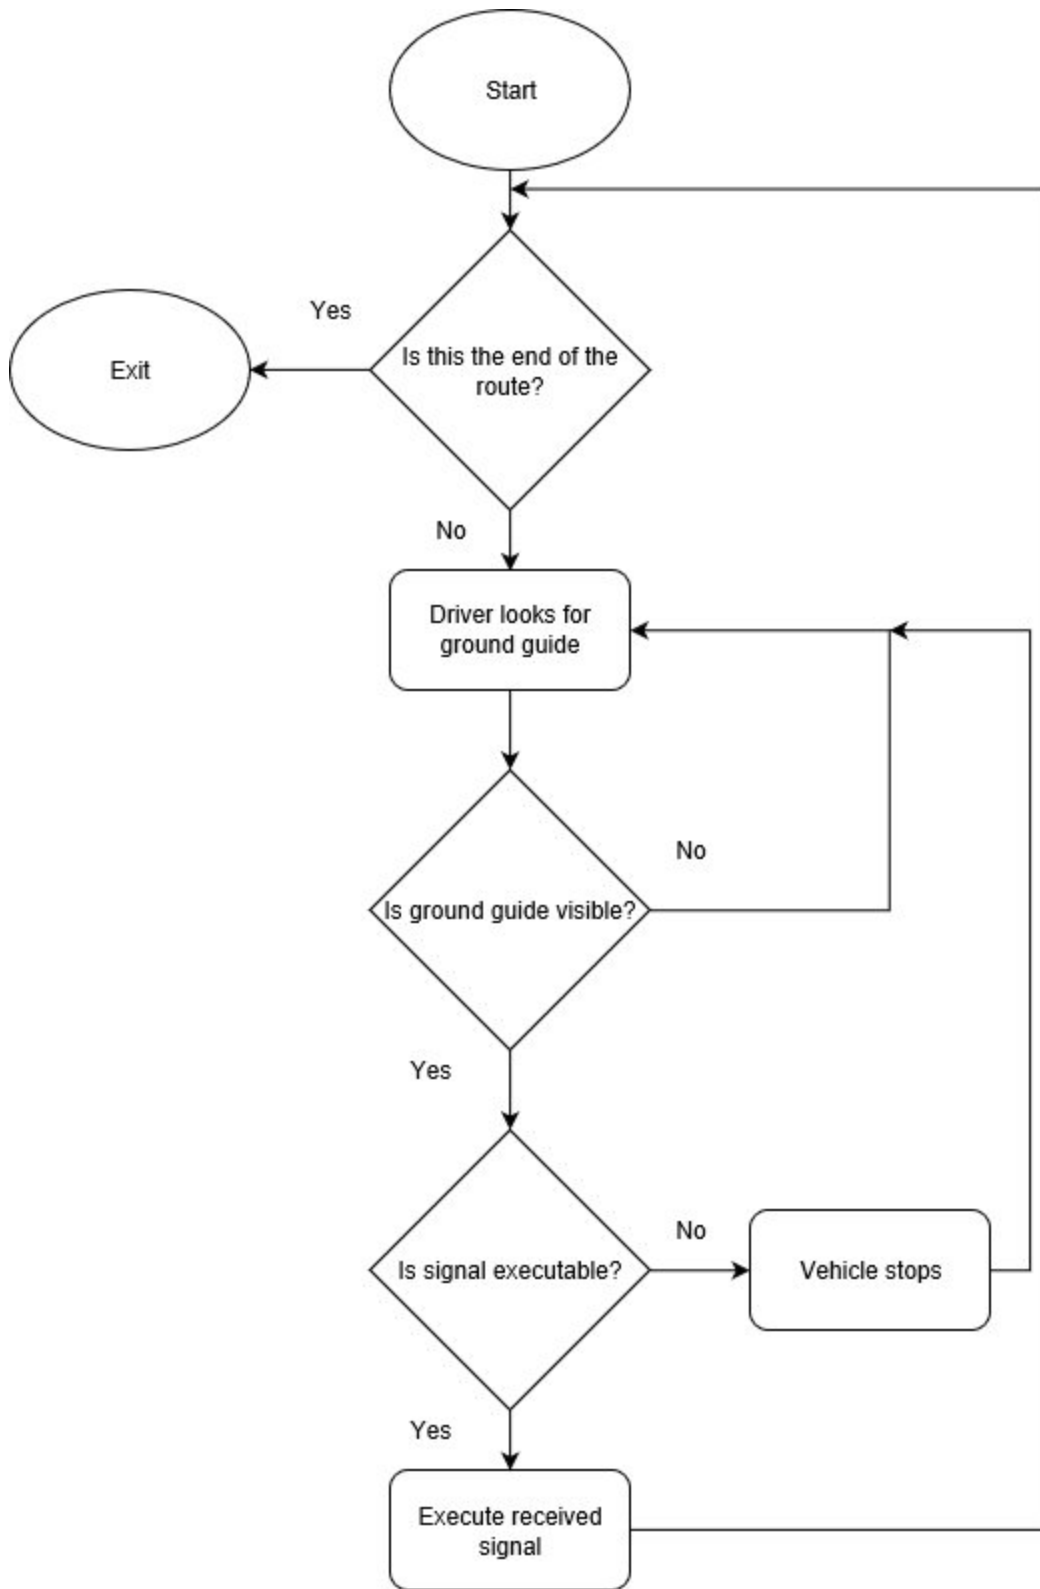 Start
Yes
Is this the end of the
route?
Exit
No
Driver looks for
ground guide
No
Is ground guide visible?
Yes
No
Is signal executable?
Vehicle stops
Yes
Execute received
signal